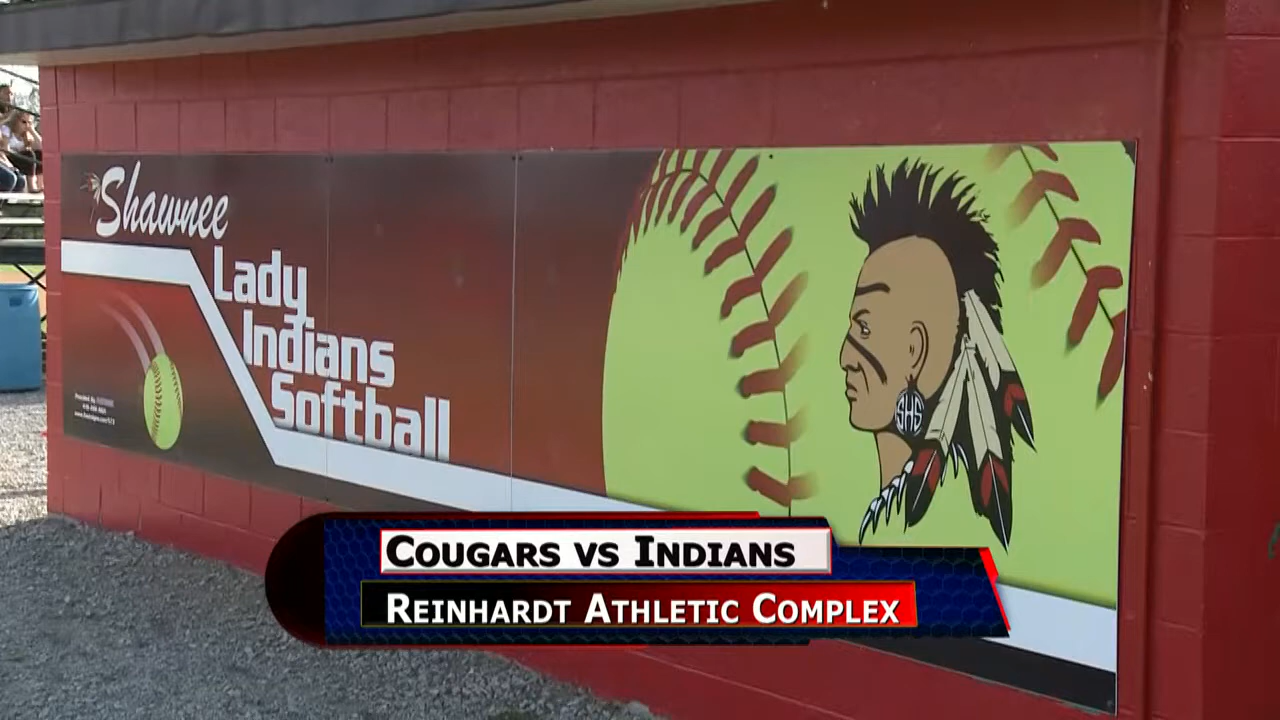 Shawnee
Lady
Indians
Softball
SHS
COUGARS VS INDIANS
REINHARDT ATHLETIC COMPLEX